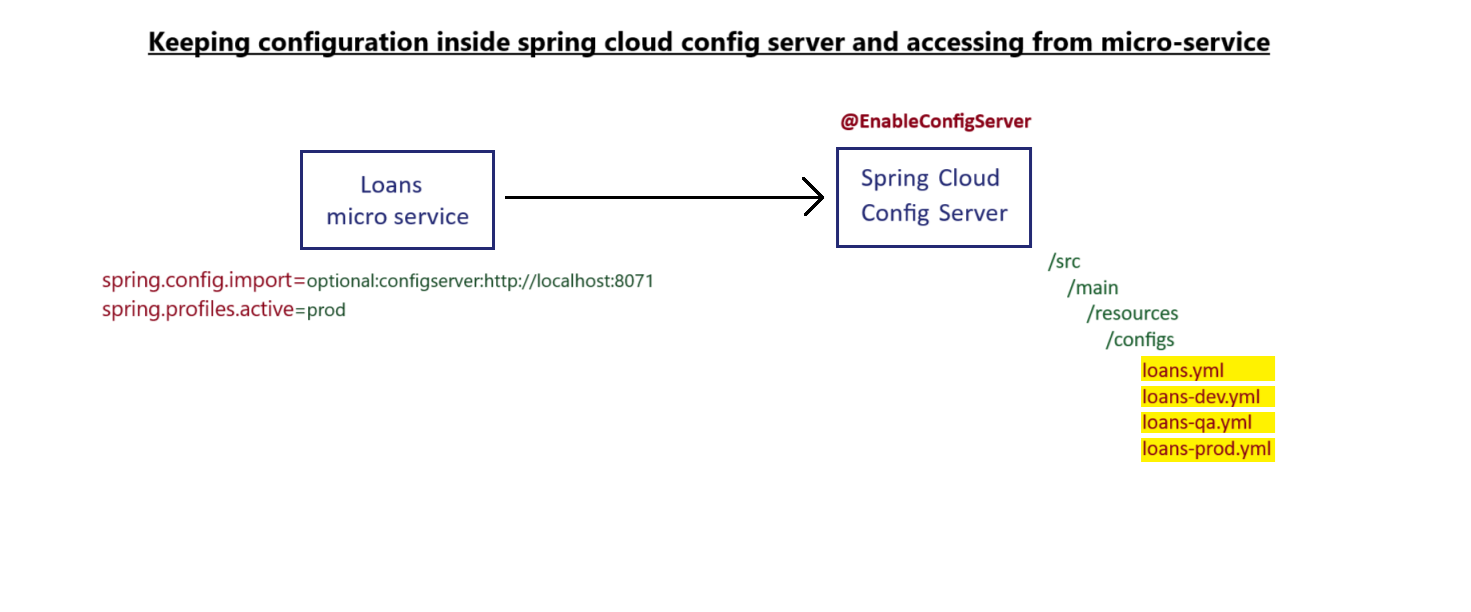 Keeping configuration inside spring cloud config server and accessing from micro-service
@EnableConfigServer
Loans
micro service
Spring Cloud
Config Server
spring.config.import=optional:configserver:http://localhost:8071
spring.profiles.active=prod
/src
/main
/resources
/configs
loans.yml
loans-dev.yml
loans-qa.yml
loans-prod.yml